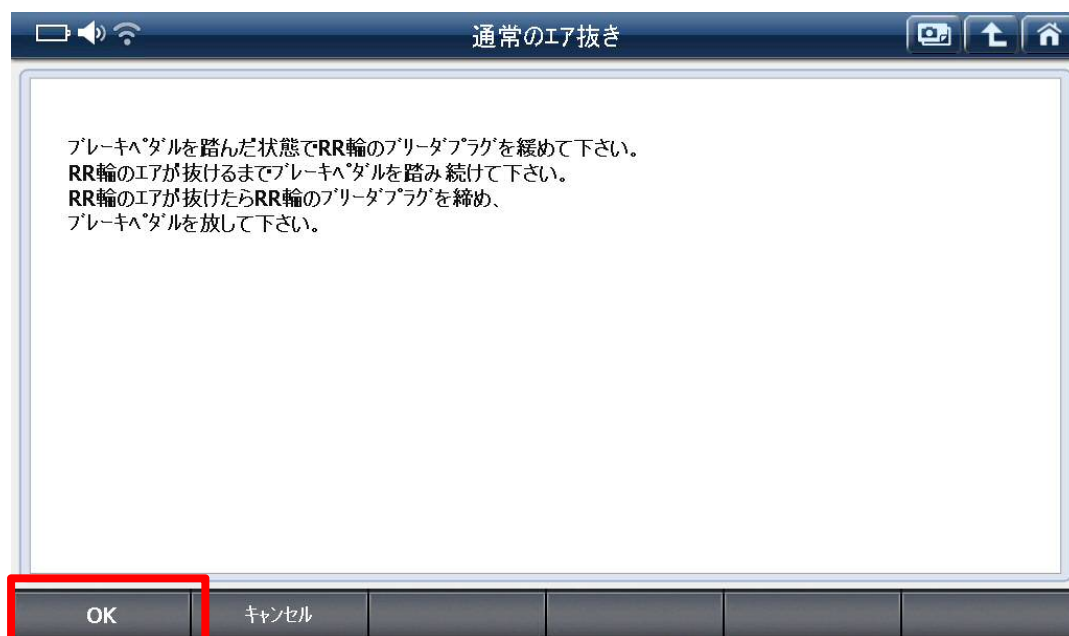 通常のエア抜き
ブレーキペダルを踏んだ状態でRR輪のブリーダプラグを緩めて下さい。
RR輪のエアが抜けるまでブレーキペダルを踏み続けて下さい。
RR輪のエアが抜けたらRR輪のブリーダプラグを締め、
ブレーキペダルを放して下さい。
OK
キャンセル